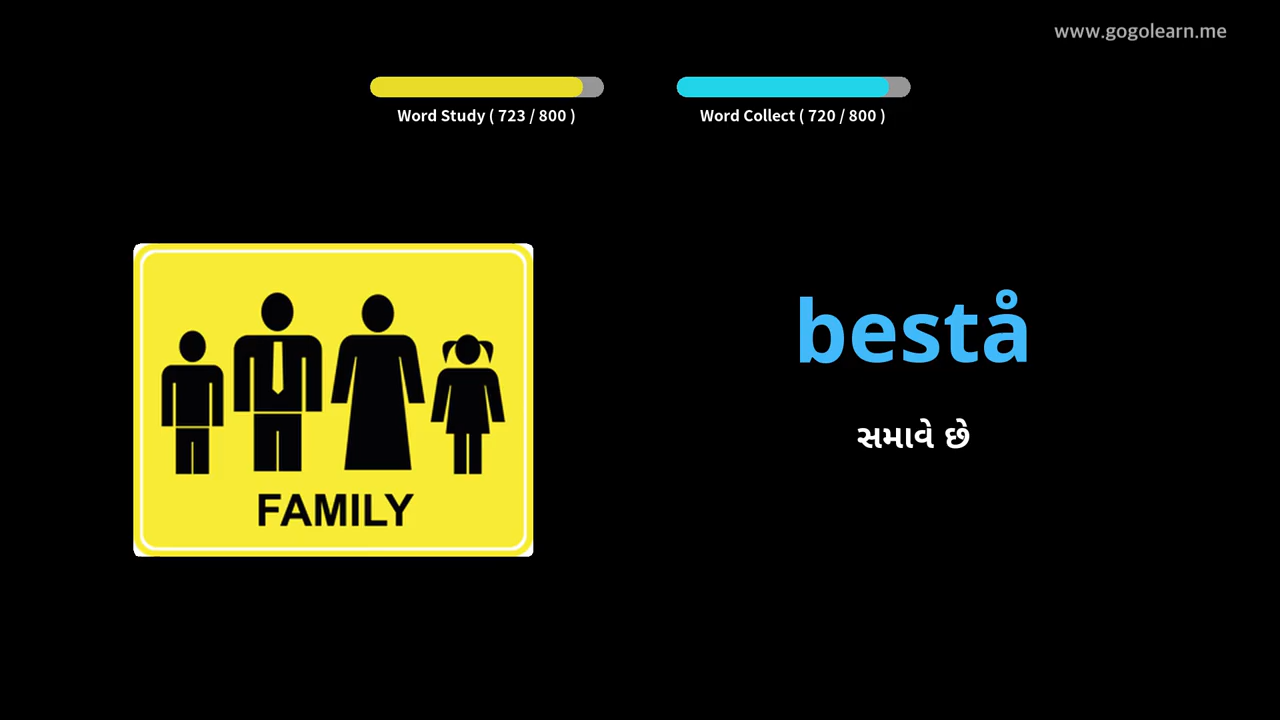 www.gogolearn.me
Word Study ( 723 / 800 )
Word Collect ( 720 / 800 )
bestå
સમાવે છે
FAMILY